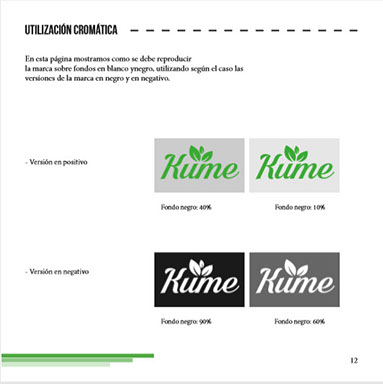 UTILIZACIÓN CROMÁTICA
En esta página mostramos como se debe reproducir
la marca sobre fondos en blanco ynegro, utilizando según el caso las
versiones de la marca en negro y en negativo.
- Versión en positivo
Kume
Kume
Fondo negro: 40%
Fondo negro: 10%
- Versión en negativo
Kume
Kume
Fondo negro: 90%
Fondo negro: 60%
12